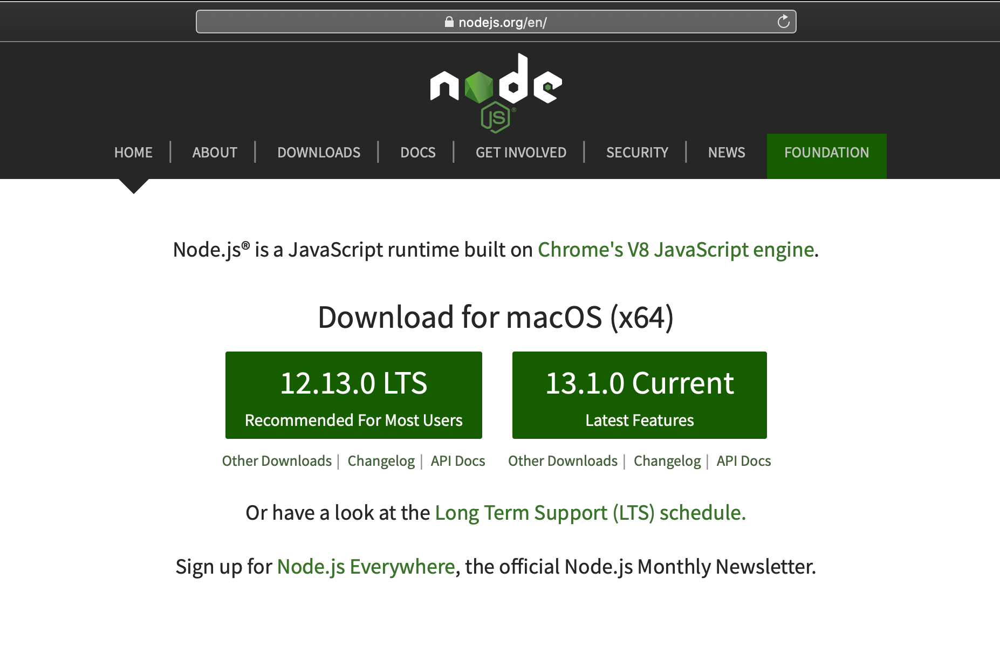 nodejs.org/en/
node
JS®
HOME | ABOUT | DOWNLOADS | DOCS | GET INVOLVED | SECURITY | NEWS FOUNDATION
Node.js® is a JavaScript runtime built on Chrome's V8 JavaScript engine.
Download for macOS (x64)
12.13.0 LTS
Recommended For Most Users
13.1.0 Current
Latest Features
Other Downloads | Changelog | API Docs
Other Downloads | Changelog | API Docs
Or have a look at the Long Term Support (LTS) schedule.
Sign up for Node.js Everywhere, the official Node.js Monthly Newsletter.